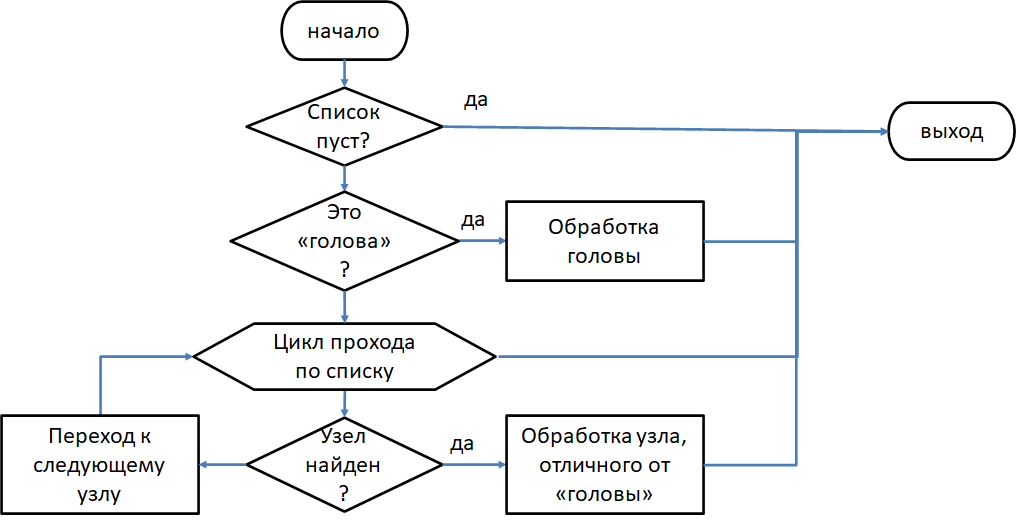 начало
Список
пуст?
да
выход
Это
«голова»
?
да
Обработка
головы
Цикл прохода
по списку
Переход к
следующему
узлу
Узел
найден
?
да
Обработка узла,
отличного от
«головы»